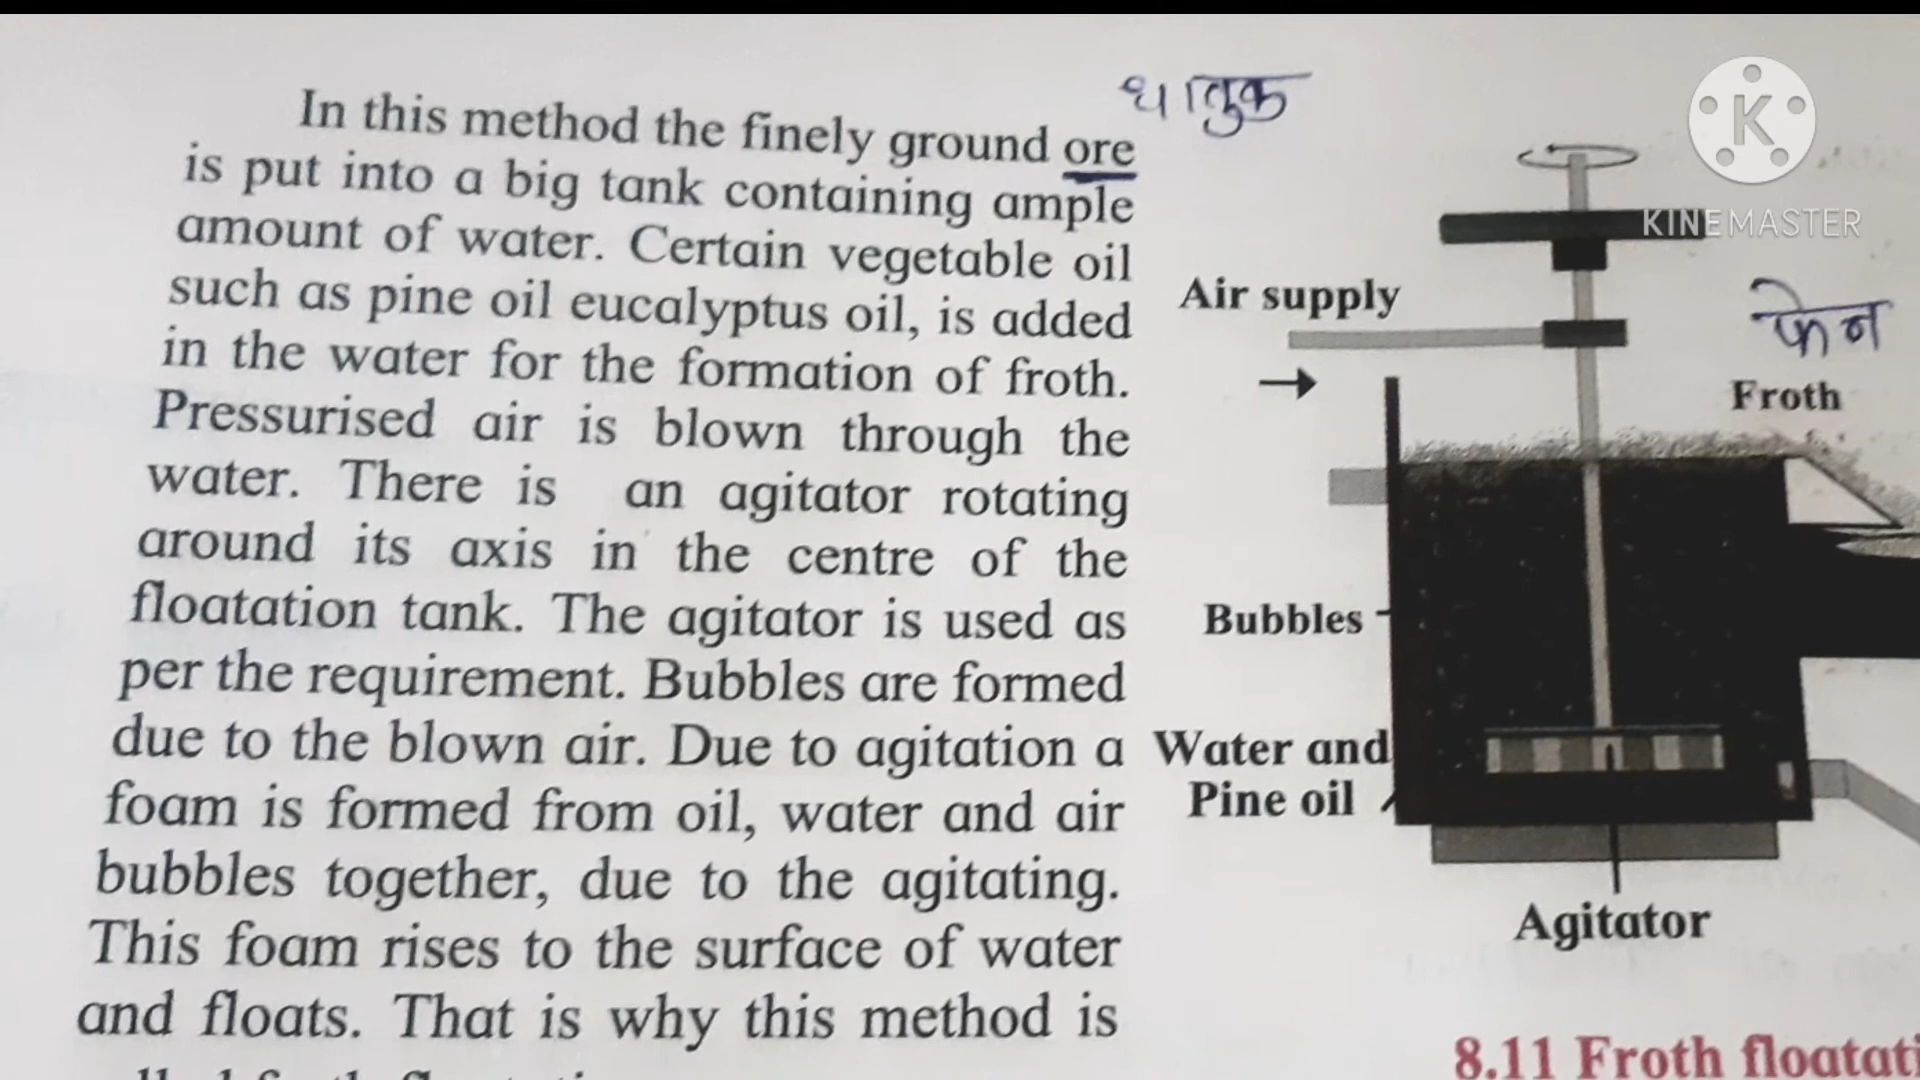 In this method the finely ground ore
is put into a big tank containing ample
amount of water. Certain vegetable oil
such as pine oil eucalyptus oil, is added
in the water for the formation of froth.
Pressurised air is blown through the
water. There is an agitator rotating
around its axis in the centre of the
floatation tank. The agitator is used as
per the requirement. Bubbles are formed
due to the blown air. Due to agitation a
foam is formed from oil, water and air
bubbles together, due to the agitating.
This foam rises to the surface of water
and floats. That is why this method is
धातुक
K
KINEMASTER
Air supply
फेन
Froth
Bubbles
Water and
Pine oil
Agitator
8.11 Froth